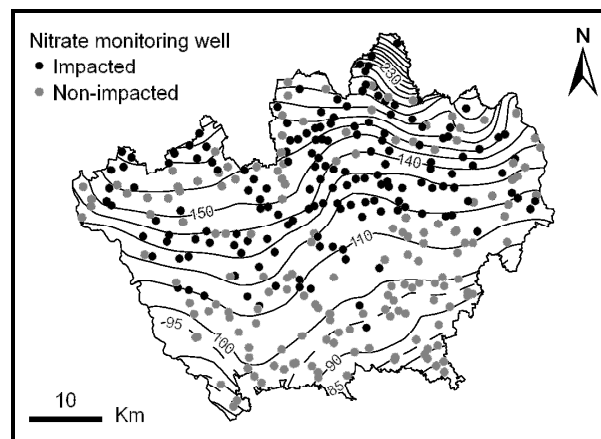 Nitrate monitoring well
Impacted
Non-impacted
N
230
140
150
110
100
95
90
85
10
Km